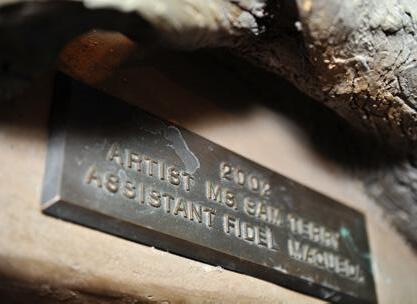 2002
ARTIST MS SAM TERRY
ASSISTANT FIDEL